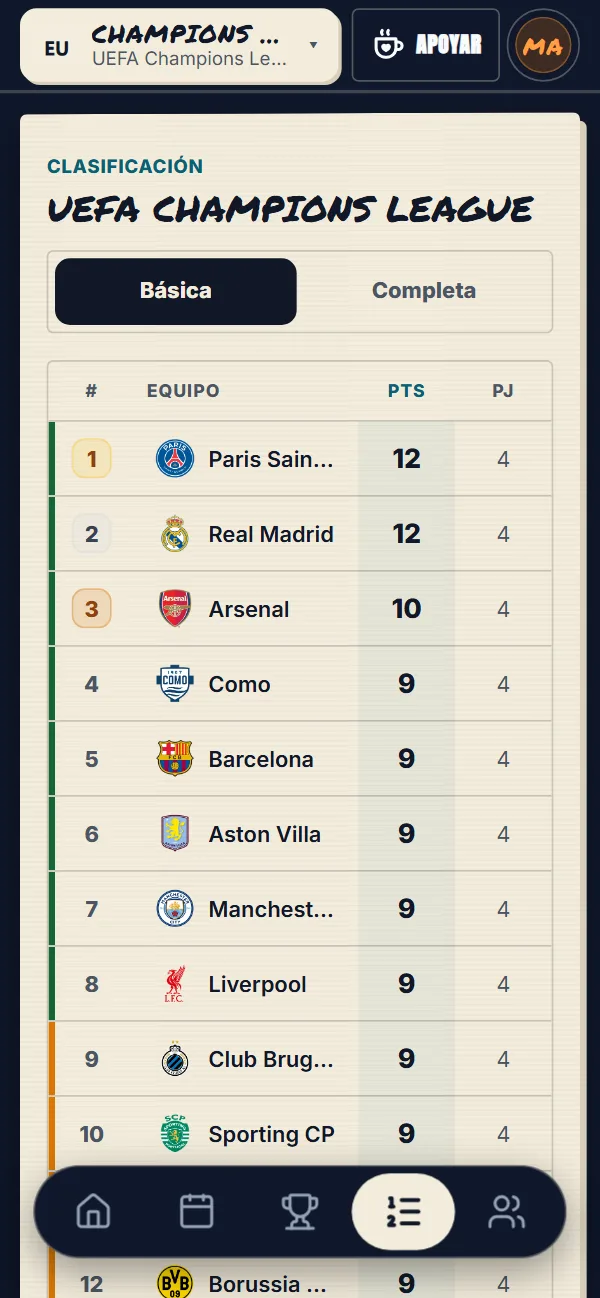 EU
CHAMPIONS ...
UEFA Champions Le...
APOYAR
MA
CLASIFICACIÓN
UEFA CHAMPIONS LEAGUE
Básica Completa
# EQUIPO PTS PJ
1 Paris Sain... 12 4
2 Real Madrid 12 4
3 Arsenal 10 4
4 Como 9 4
5 Barcelona 9 4
6 Aston Villa 9 4
7 Manchest... 9 4
8 Liverpool 9 4
9 Club Brug... 9 4
10 Sporting CP 9 4
12 Borussia ... 9 4